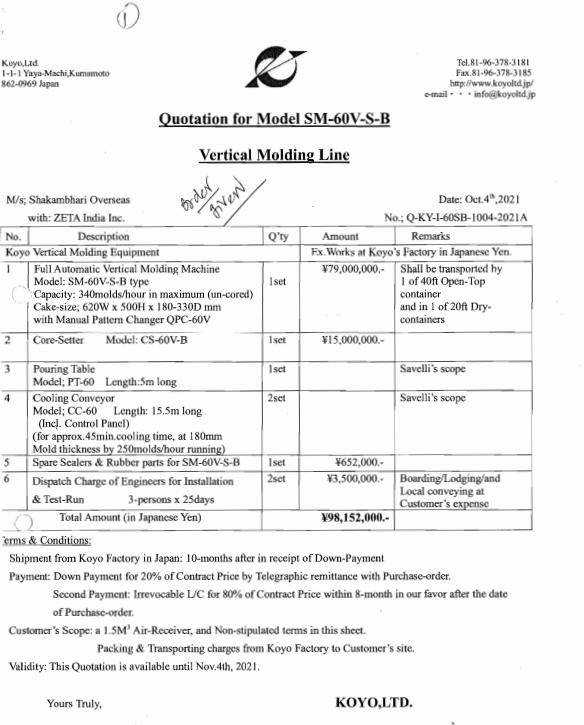 1
Koyo,Ltd.
1-1-1 Yaya-Machi,Kumamoto
862-0969 Japan
Tel.81-96-378-3181
Fax.81-96-378-3185
http://www.koyoltd.jp/
e-mail・・・info@koyoltd.jp
Quotation for Model SM-60V-S-B
Vertical Molding Line
order
given
M/s; Shakambhari Overseas
with: ZETA India Inc.
Date: Oct.4th,2021
No.; Q-KY-I-60SB-1004-2021A
No. Description Q'ty Amount Remarks
Koyo Vertical Molding Equipment Ex.Works at Koyo's Factory in Japanese Yen.
1 Full Automatic Vertical Molding Machine ¥79,000,000.- Shall be transported by
Model: SM-60V-S-B type 1set 1 of 40ft Open-Top
Capacity: 340molds/hour in maximum (un-cored) container
Cake-size; 620W x 500H x 180-330D mm and in 1 of 20ft Dry-
with Manual Pattern Changer QPC-60V containers
2 Core-Setter Model: CS-60V-B 1set ¥15,000,000.-
3 Pouring Table 1set Savelli's scope
Model; PT-60 Length:5m long
4 Cooling Conveyor 2set Savelli's scope
Model; CC-60 Length: 15.5m long
(Incl. Control Panel)
(for approx.45min.cooling time, at 180mm
Mold thickness by 250molds/hour running)
5 Spare Sealers & Rubber parts for SM-60V-S-B 1set ¥652,000.-
6 Dispatch Charge of Engineers for Installation 2set ¥3,500,000.- Boarding/Lodging/and
& Test-Run 3-persons x 25days Local conveying at
Customer's expense
Total Amount (in Japanese Yen) ¥98,152,000.-
erms & Conditions:
Shipment from Koyo Factory in Japan: 10-months after in receipt of Down-Payment
Payment: Down Payment for 20% of Contract Price by Telegraphic remittance with Purchase-order.
Second Payment: Irrevocable L/C for 80% of Contract Price within 8-month in our favor after the date
of Purchase-order.
Customer's Scope: a 1.5M³ Air-Receiver, and Non-stipulated terms in this sheet.
Packing & Transporting charges from Koyo Factory to Customer's site.
Validity: This Quotation is available until Nov.4th, 2021.
Yours Truly, KOYO,LTD.